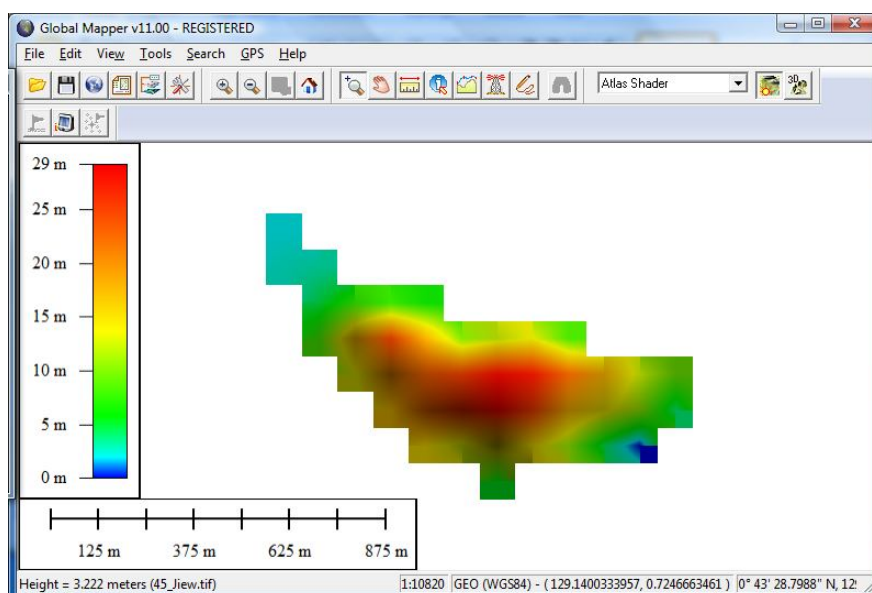 Global Mapper v11.00 - REGISTERED
File Edit View Tools Search GPS Help
Atlas Shader
3D
29 m
25 m
20 m
15 m
10 m
5 m
0 m
125 m 375 m 625 m 875 m
Height = 3.222 meters (45_Jiew.tif) 1:10820 GEO (WGS84) - ( 129.1400333957, 0.7246663461 ) 0° 43' 28.7988" N, 12